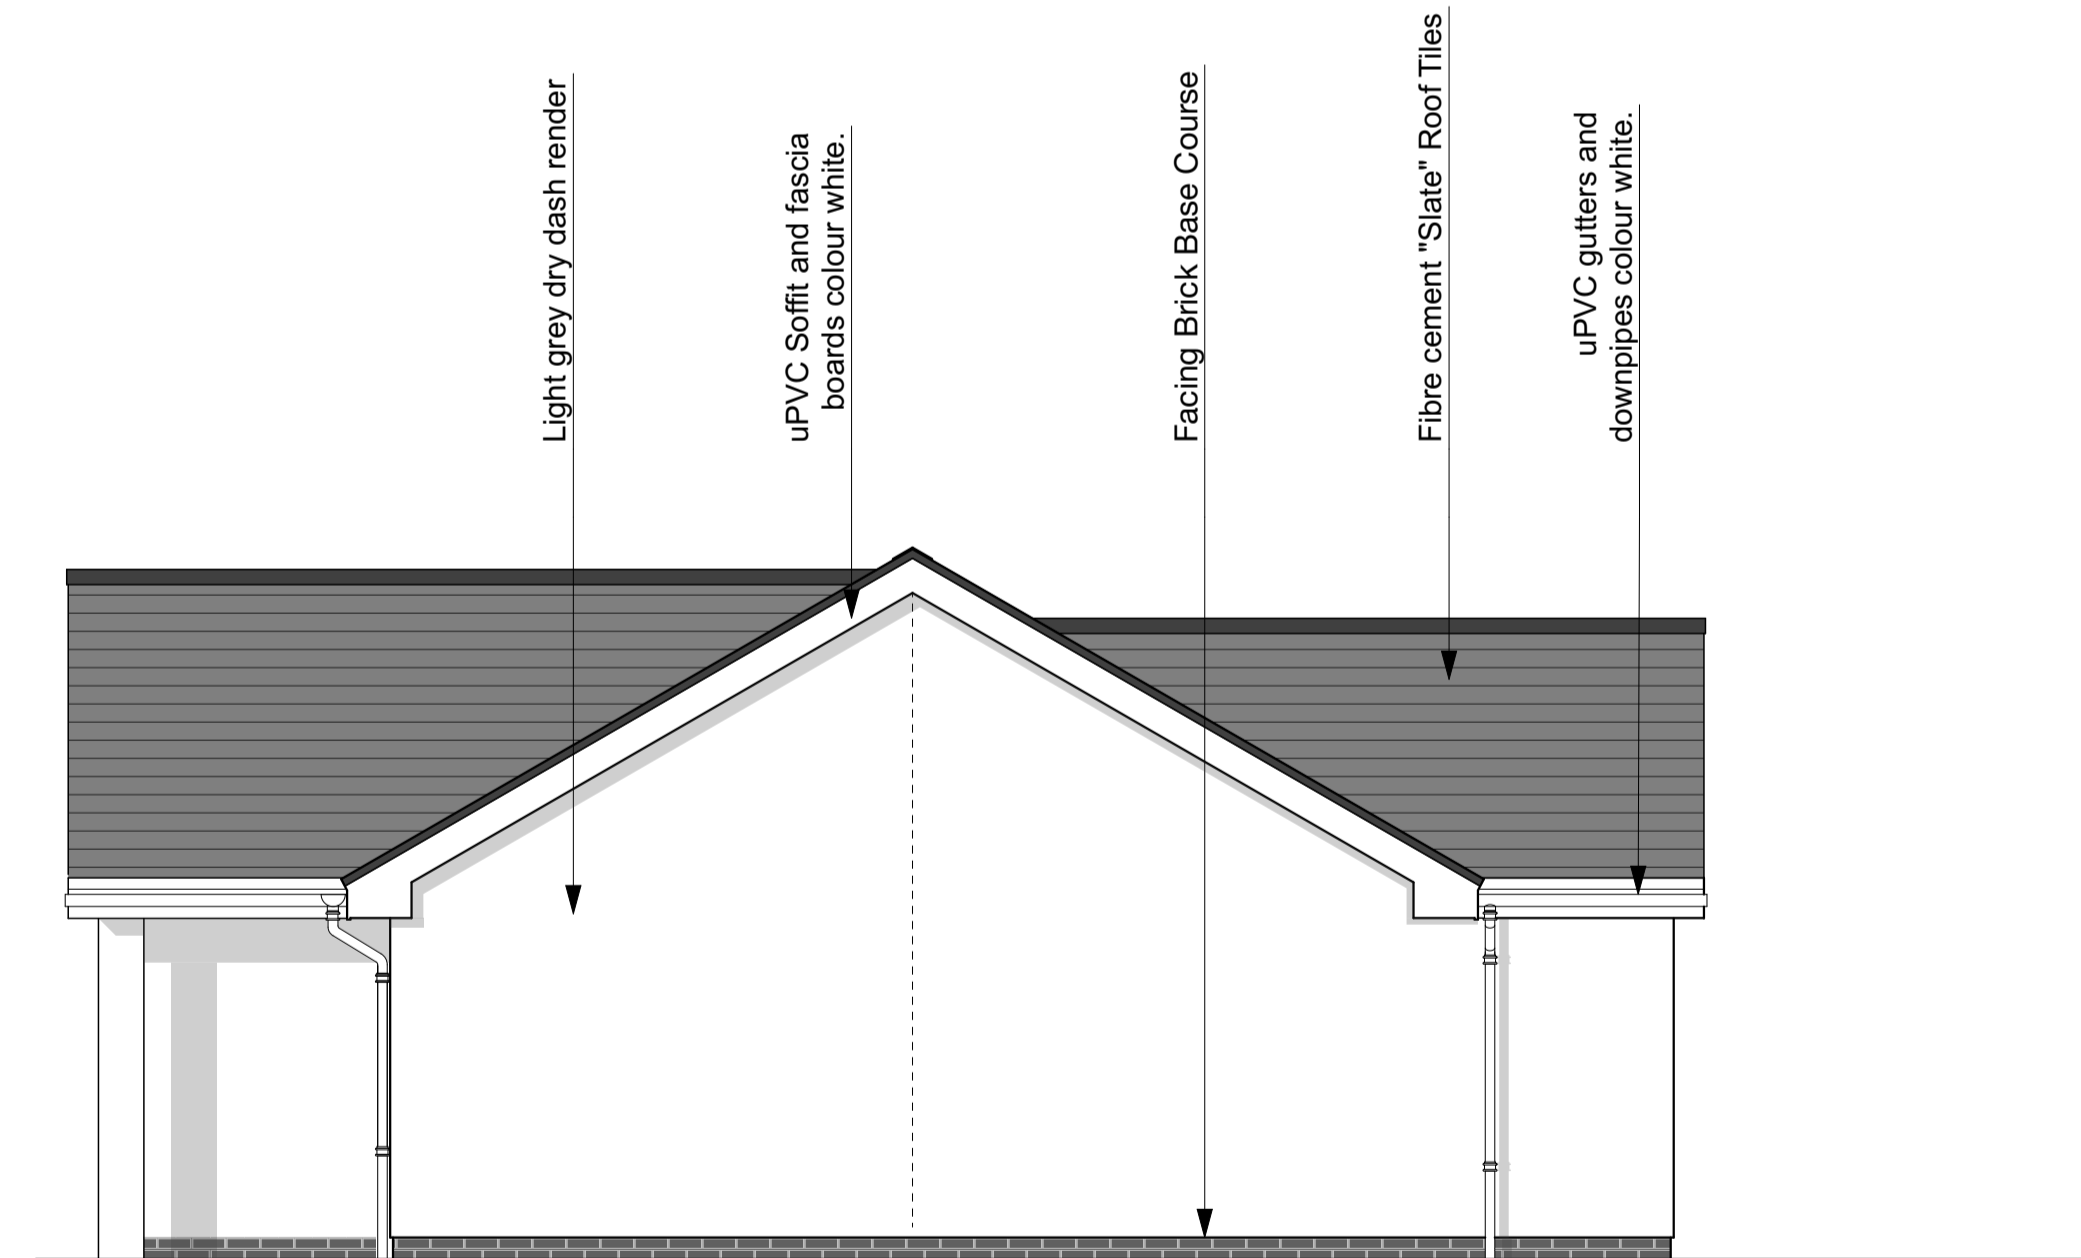 Light grey dry dash render
uPVC Soffit and fascia
boards colour white.
Facing Brick Base Course
Fibre cement "Slate" Roof Tiles
uPVC gutters and
downpipes colour white.